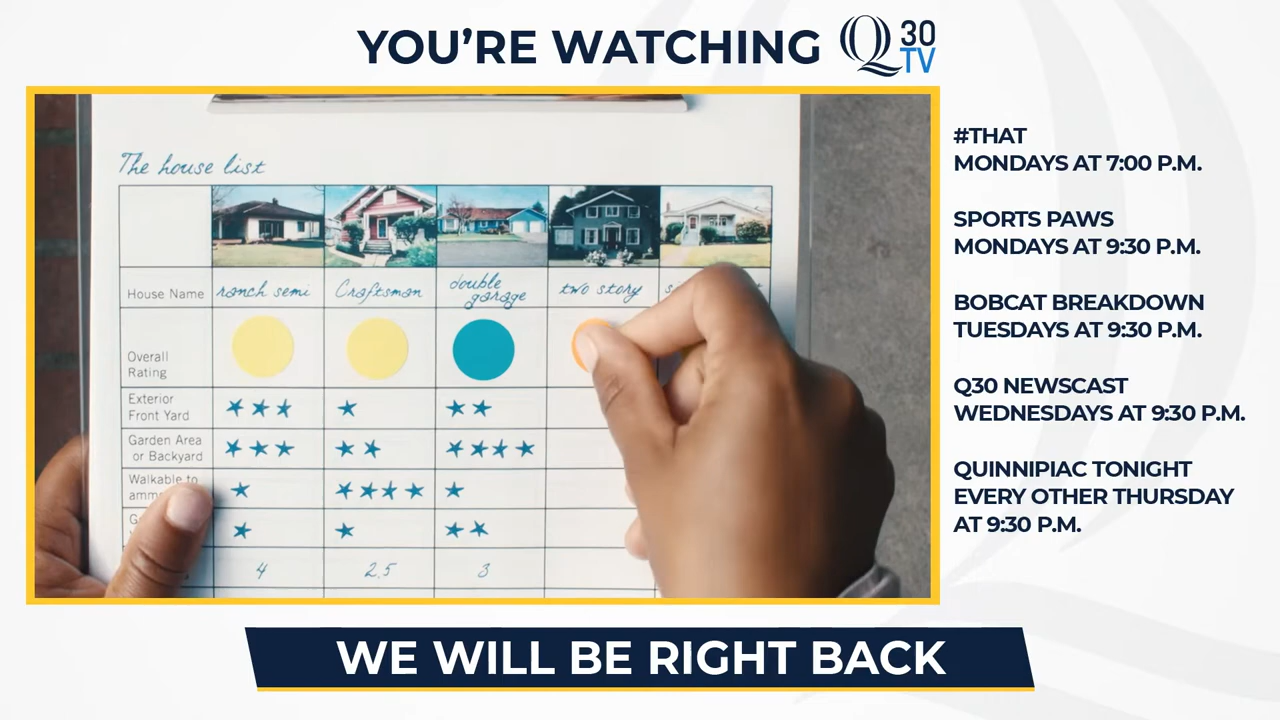 YOU'RE WATCHING Q 30 TV
The house list
House Name ranch semi Craftsman double garage two story
Overall
Rating
Exterior
Front Yard
Garden Area
or Backyard
Walkable to
4 2.5 3
#THAT
MONDAYS AT 7:00 P.M.
SPORTS PAWS
MONDAYS AT 9:30 P.M.
BOBCAT BREAKDOWN
TUESDAYS AT 9:30 P.M.
Q30 NEWSCAST
WEDNESDAYS AT 9:30 P.M.
QUINNIPIAC TONIGHT
EVERY OTHER THURSDAY
AT 9:30 P.M.
WE WILL BE RIGHT BACK